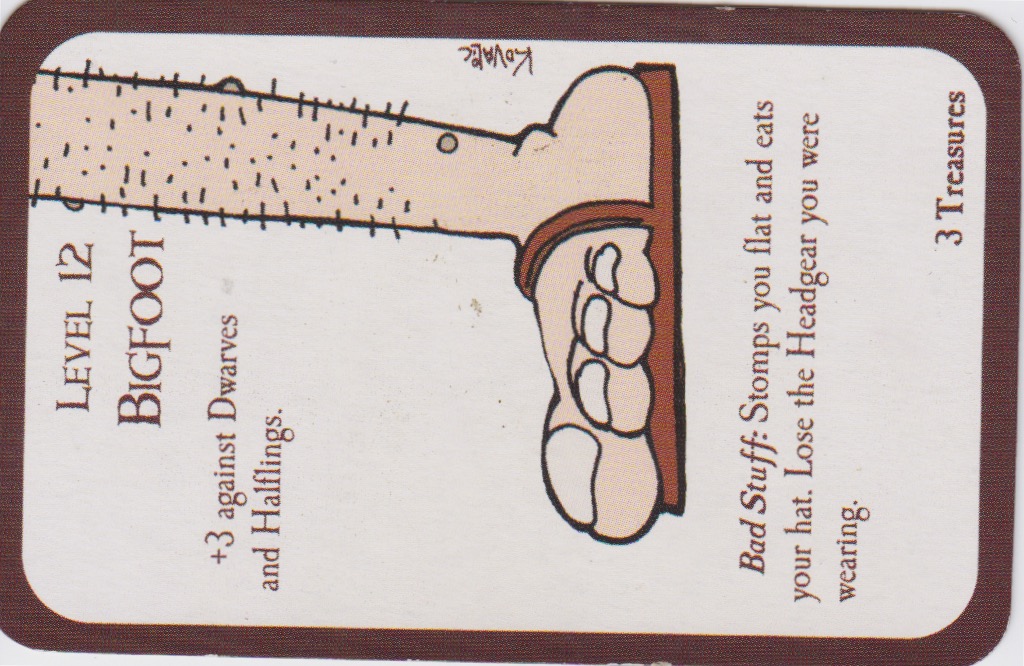 LEVEL 12
BIGFOOT
+3 against Dwarves
and Halflings.
KOVALIC
Bad Stuff: Stomps you flat and eats
your hat. Lose the Headgear you were
wearing.
3 Treasures